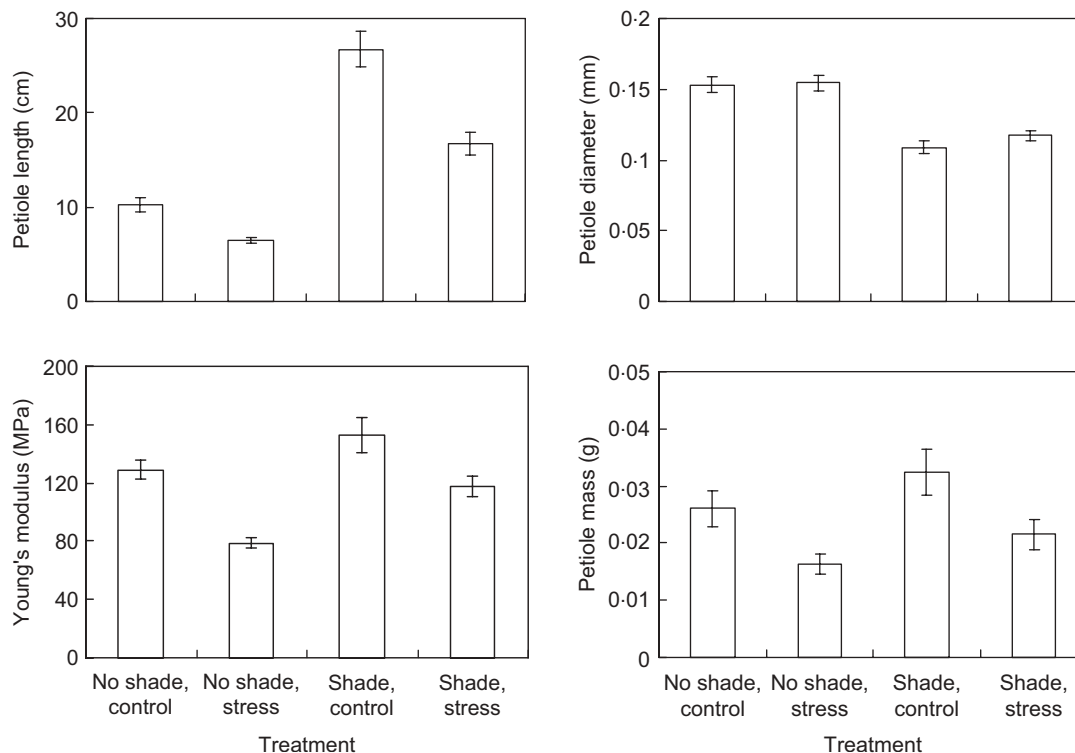 Petiole length (cm)
30
20
10
0
Petiole diameter (mm)
0·2
0·15
0·1
0·05
0
Young's modulus (MPa)
200
160
120
80
40
0
No shade,
control
No shade,
stress
Shade,
control
Shade,
stress
Treatment
Petiole mass (g)
0·05
0·04
0·03
0·02
0·01
0
No shade,
control
No shade,
stress
Shade,
control
Shade,
stress
Treatment